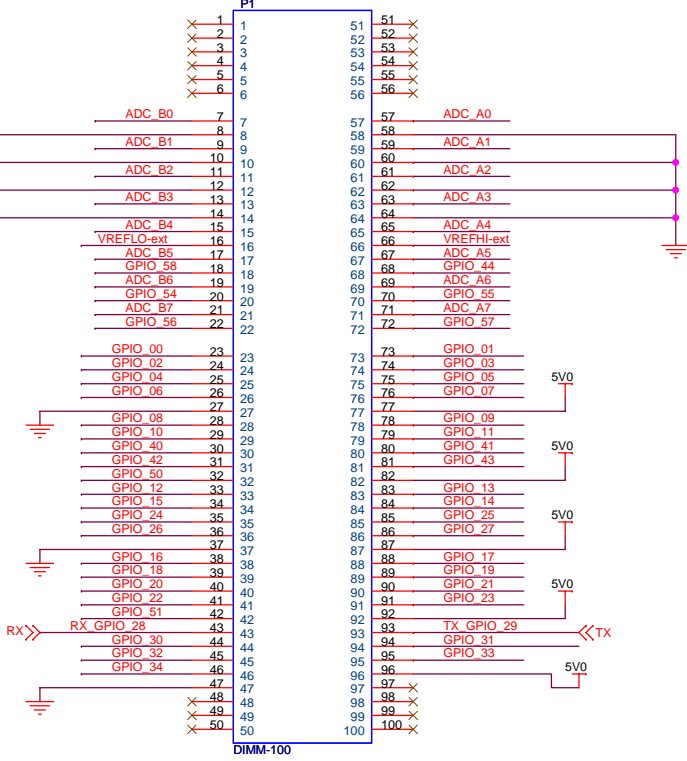 P1
1 1 51 51
2 2 52 52
3 3 53 53
4 4 54 54
5 5 55 55
6 6 56 56
ADC_B0 7 7 57 57 ADC_A0
8 8 58 58
ADC_B1 9 9 59 59 ADC_A1
10 10 60 60
ADC_B2 11 11 61 61 ADC_A2
12 12 62 62
ADC_B3 13 13 63 63 ADC_A3
14 14 64 64
ADC_B4 15 15 65 65 ADC_A4
VREFLO-ext 16 16 66 66 VREFHI-ext
ADC_B5 17 17 67 67 ADC_A5
GPIO_58 18 18 68 68 GPIO_44
ADC_B6 19 19 69 69 ADC_A6
GPIO_54 20 20 70 70 GPIO_55
ADC_B7 21 21 71 71 ADC_A7
GPIO_56 22 22 72 72 GPIO_57
GPIO_00 23 23 73 73 GPIO_01
GPIO_02 24 24 74 74 GPIO_03
GPIO_04 25 25 75 75 GPIO_05 5V0
GPIO_06 26 26 76 76 GPIO_07
27 27 77 77
GPIO_08 28 28 78 78 GPIO_09
GPIO_10 29 29 79 79 GPIO_11
GPIO_40 30 30 80 80 GPIO_41 5V0
GPIO_42 31 31 81 81 GPIO_43
GPIO_50 32 32 82 82
GPIO_12 33 33 83 83 GPIO_13
GPIO_15 34 34 84 84 GPIO_14
GPIO_24 35 35 85 85 GPIO_25 5V0
GPIO_26 36 36 86 86 GPIO_27
37 37 87 87
GPIO_16 38 38 88 88 GPIO_17
GPIO_18 39 39 89 89 GPIO_19
GPIO_20 40 40 90 90 GPIO_21 5V0
GPIO_22 41 41 91 91 GPIO_23
GPIO_51 42 42 92 92
RX RX_GPIO_28 43 43 93 93 TX_GPIO_29 TX
GPIO_30 44 44 94 94 GPIO_31
GPIO_32 45 45 95 95 GPIO_33
GPIO_34 46 46 96 96 5V0
47 47 97 97
48 48 98 98
49 49 99 99
50 50 100 100
DIMM-100